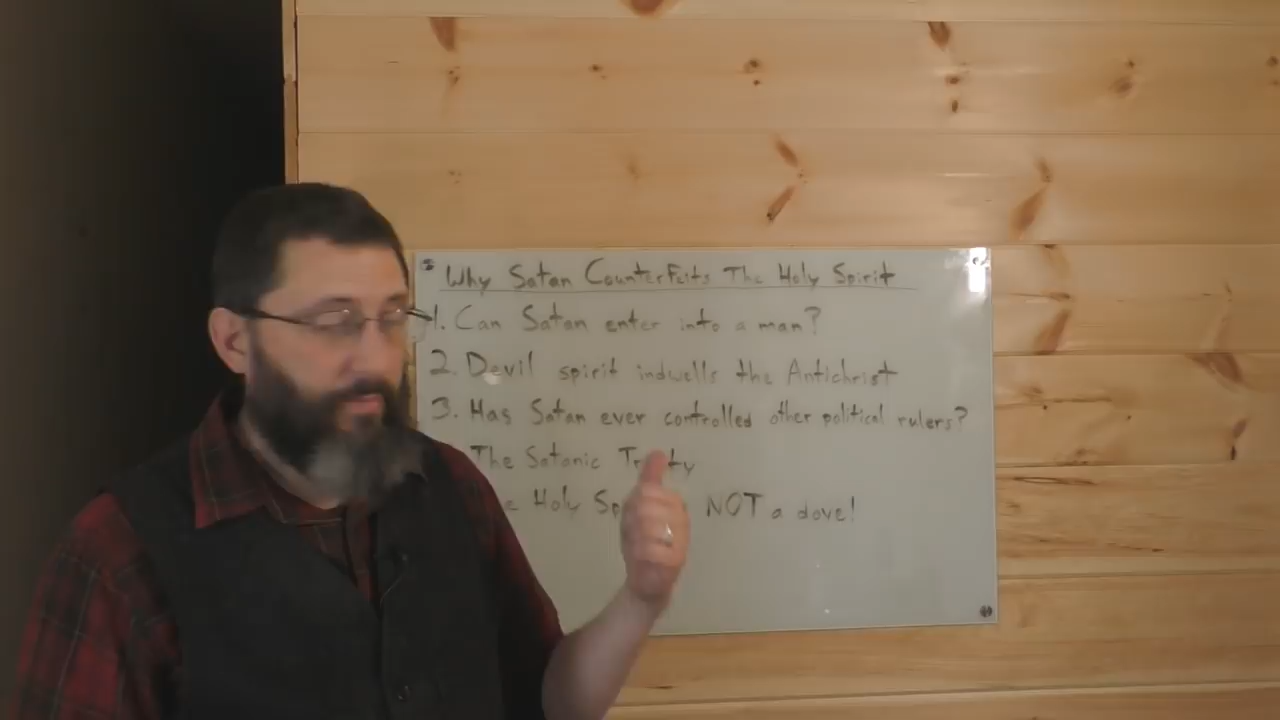 Why Satan Counterfeits The Holy Spirit
1. Can Satan enter into a man?
2. Devil spirit indwells the Antichrist
3. Has Satan ever controlled other political rulers?
The Satanic
Holy NOT a dove!